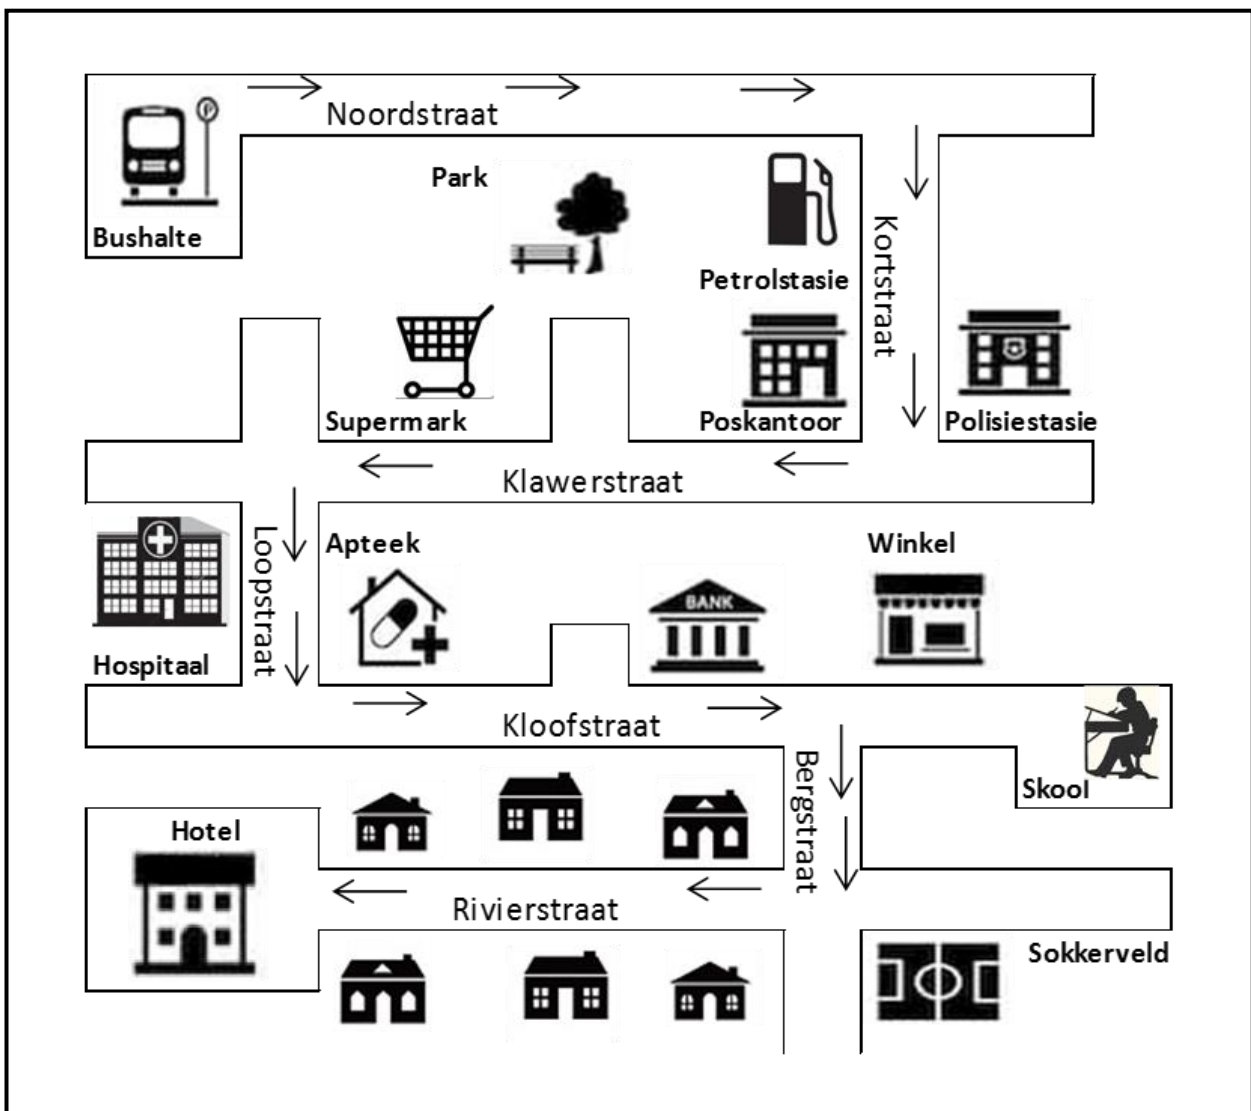 P
Noordstraat
Park
Bushalte
Petrolstasie
Kortstraat
Supermark
Poskantoor
Polisiestasie
Klawerstraat
Loopstraat
Apteek
Winkel
BANK
Hospitaal
Kloofstraat
Bergstraat
Skool
Hotel
Rivierstraat
Sokkerveld